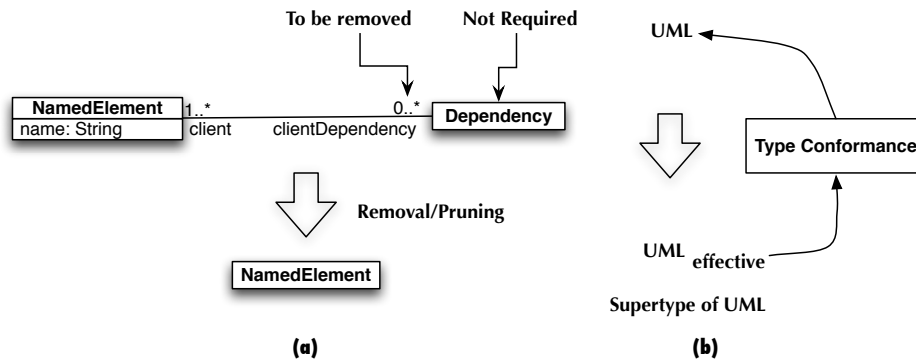 To be removed
Not Required
NamedElement
name: String
1..*
client
0..*
clientDependency
Dependency
Removal/Pruning
NamedElement
(a)
UML
Type Conformance
UML effective
Supertype of UML
(b)